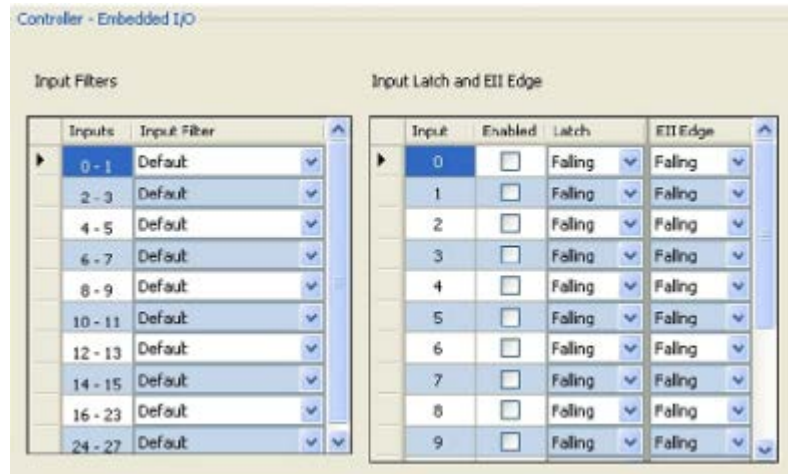 Controller - Embedded I/O
Input Filters
Inputs Input Filter
0 - 1 Default
2 - 3 Default
4 - 5 Default
6 - 7 Default
8 - 9 Default
10 - 11 Default
12 - 13 Default
14 - 15 Default
16 - 23 Default
24 - 27 Default
Input Latch and EII Edge
Input Enabled Latch EII Edge
0 Falling Falling
1 Falling Falling
2 Falling Falling
3 Falling Falling
4 Falling Falling
5 Falling Falling
6 Falling Falling
7 Falling Falling
8 Falling Falling
9 Falling Falling